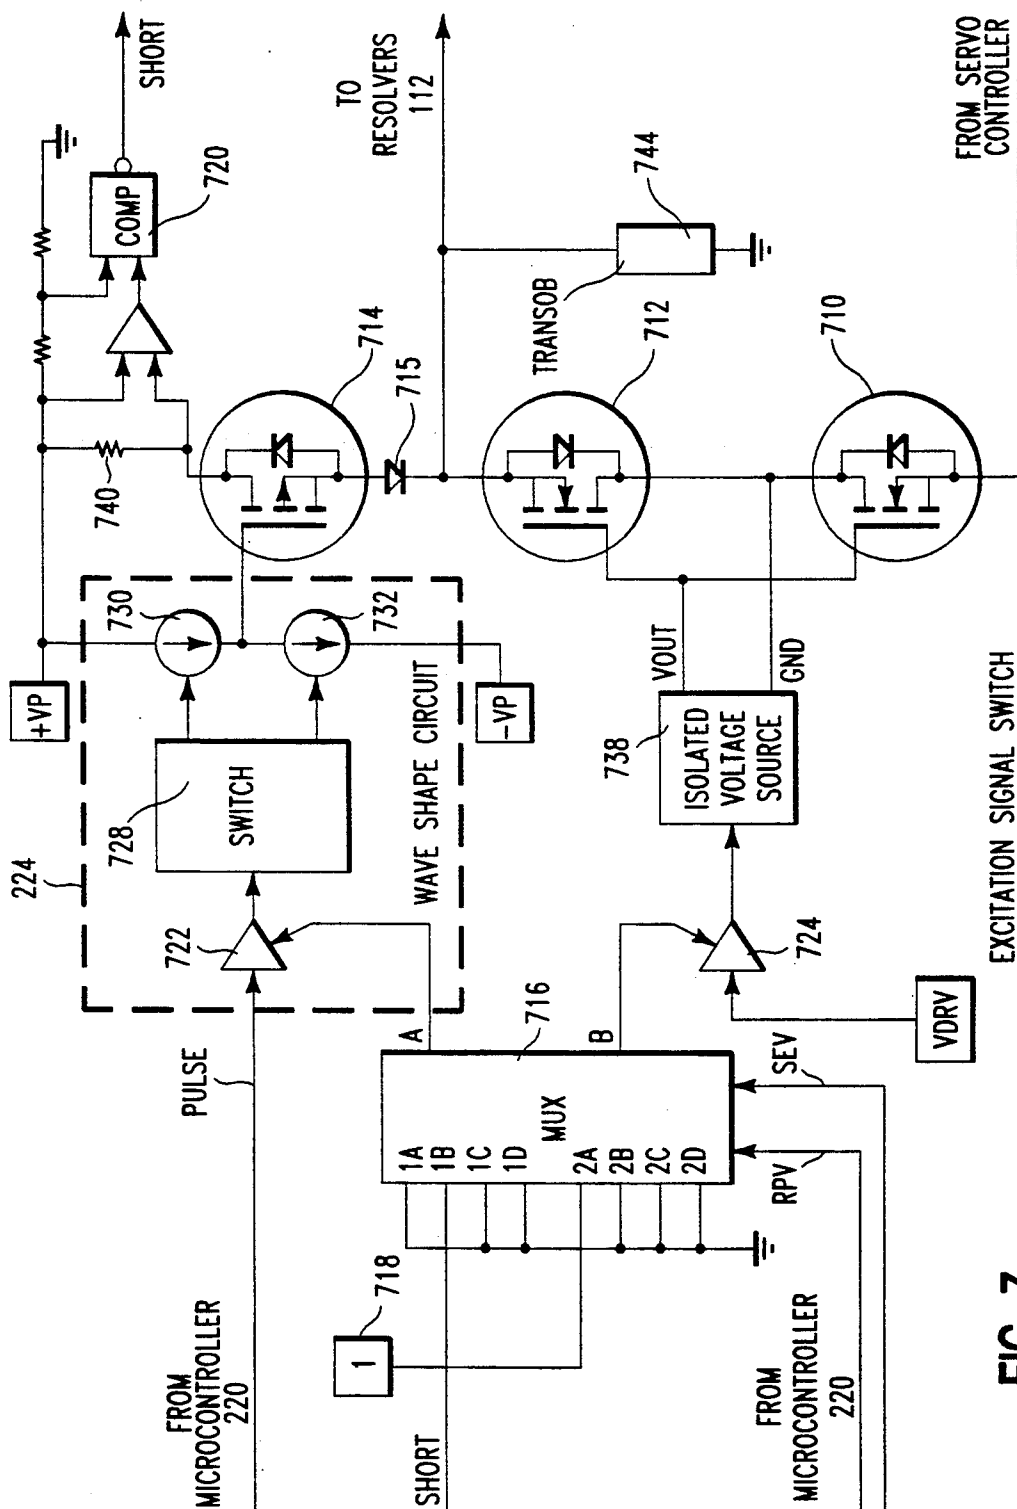 +VP
SHORT
COMP
720
740
714
715
TO
RESOLVERS
112
224
730
732
728
SWITCH
722
WAVE SHAPE CIRCUIT
-VP
PULSE
FROM
MICROCONTROLLER
220
SHORT
718
1
A
716
B
1A
1B
1C
1D
2A
2B
2C
2D
MUX
RPV
SEV
FROM
MICROCONTROLLER
220
738
ISOLATED
VOLTAGE
SOURCE
VOUT
GND
724
VDRV
TRANSOB
744
712
710
FROM SERVO
CONTROLLER
EXCITATION SIGNAL SWITCH
FIG. 7